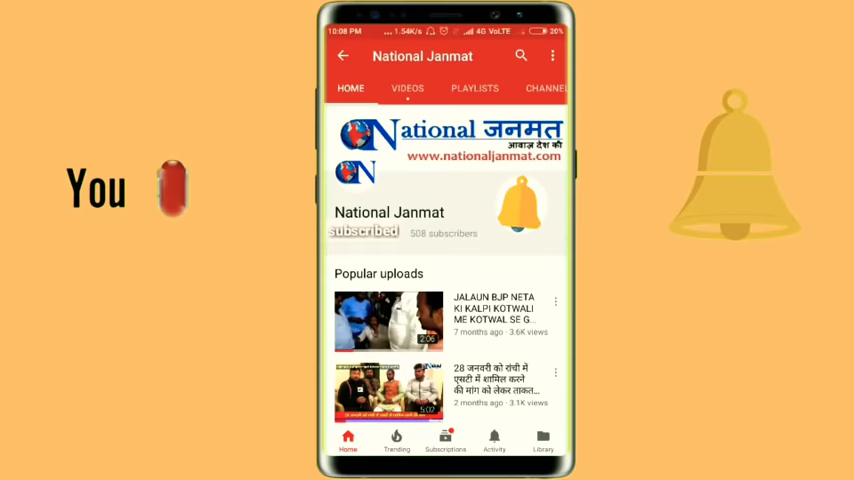 You
10:08 PM
... 1.54K/s
4G VoLTE
20%
National Janmat
HOME
VIDEOS
PLAYLISTS
CHANNEL
National जनमत
आवाज़ देश की
www.nationaljanmat.com
N
National Janmat
subscribed
508 subscribers
Popular uploads
JALAUN BJP NETA
KI KALPI KOTWALI
ME KOTWAL SE G...
7 months ago · 3.6K views
2:06
28 जनवरी को रांची में
एसटी में शामिल करने
की मांग को लेकर ताकत...
2 months ago · 3.1K views
5:02
Home
Trending
Subscriptions
Activity
Library